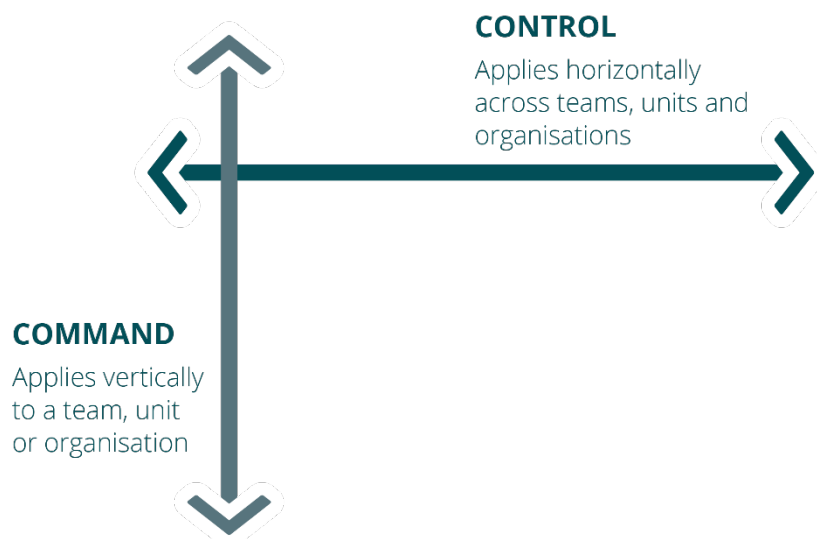 CONTROL
Applies horizontally
across teams, units and
organisations
COMMAND
Applies vertically
to a team, unit
or organisation